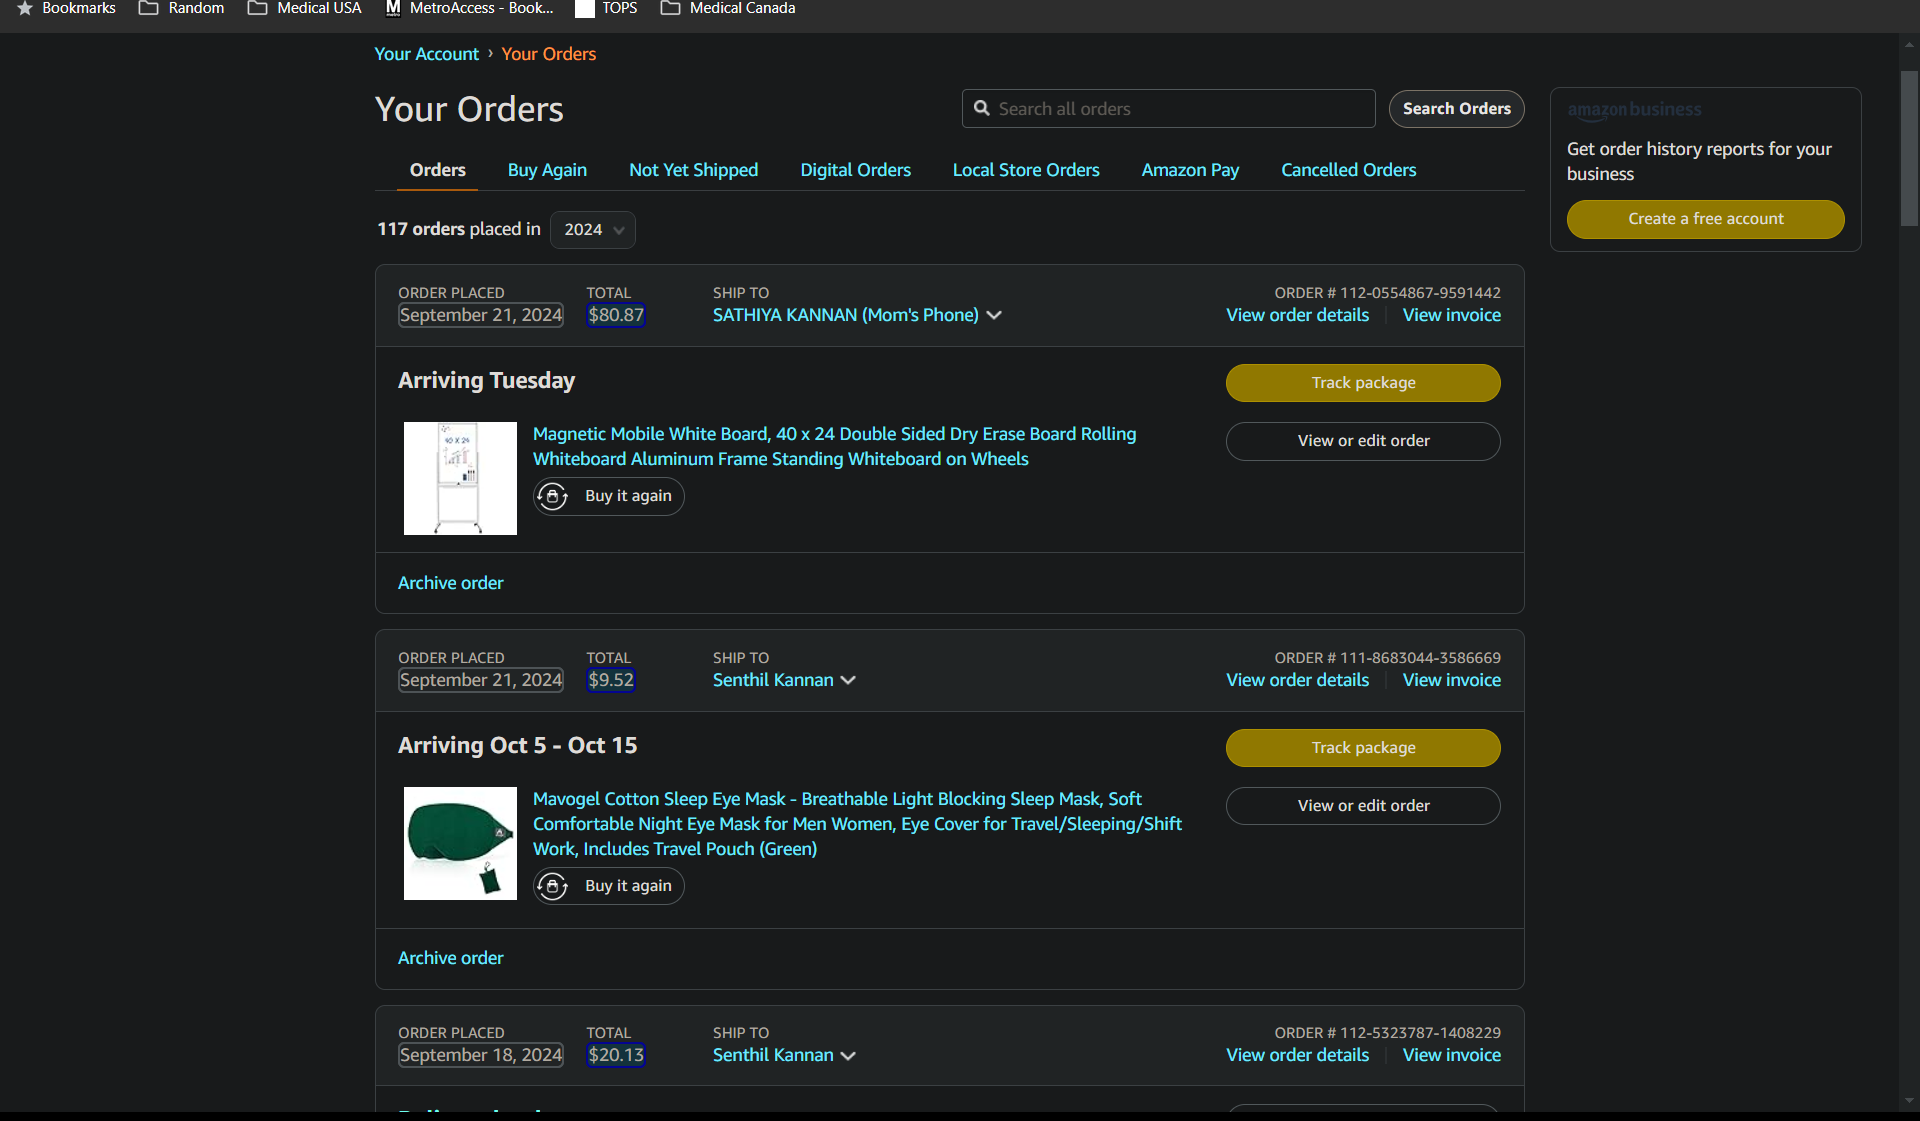 Bookmarks Random Medical USA MetroAccess - Book... TOPS Medical Canada
Your Account › Your Orders
Your Orders
Search all orders
Search Orders
amazon business
Get order history reports for your
business
Create a free account
Orders Buy Again Not Yet Shipped Digital Orders Local Store Orders Amazon Pay Cancelled Orders
117 orders placed in 2024
ORDER PLACED TOTAL SHIP TO ORDER # 112-0554867-9591442
September 21, 2024 $80.87 SATHIYA KANNAN (Mom's Phone) View order details View invoice
Arriving Tuesday
Track package
40 X 24
Magnetic Mobile White Board, 40 x 24 Double Sided Dry Erase Board Rolling
Whiteboard Aluminum Frame Standing Whiteboard on Wheels
View or edit order
Buy it again
Archive order
ORDER PLACED TOTAL SHIP TO ORDER # 111-8683044-3586669
September 21, 2024 $9.52 Senthil Kannan View order details View invoice
Arriving Oct 5 - Oct 15
Track package
Mavogel Cotton Sleep Eye Mask - Breathable Light Blocking Sleep Mask, Soft
Comfortable Night Eye Mask for Men Women, Eye Cover for Travel/Sleeping/Shift
Work, Includes Travel Pouch (Green)
View or edit order
Buy it again
Archive order
ORDER PLACED TOTAL SHIP TO ORDER # 112-5323787-1408229
September 18, 2024 $20.13 Senthil Kannan View order details View invoice